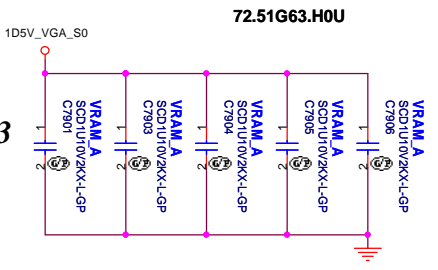 72.51G63.H0U
1D5V_VGA_S0
3
1
2
C7901
SCD1U10V2KX-L-GP
VRAM_A
1
2
C7903
SCD1U10V2KX-L-GP
VRAM_A
1
2
C7904
SCD1U10V2KX-L-GP
VRAM_A
1
2
C7905
SCD1U10V2KX-L-GP
VRAM_A
1
2
C7906
SCD1U10V2KX-L-GP
VRAM_A